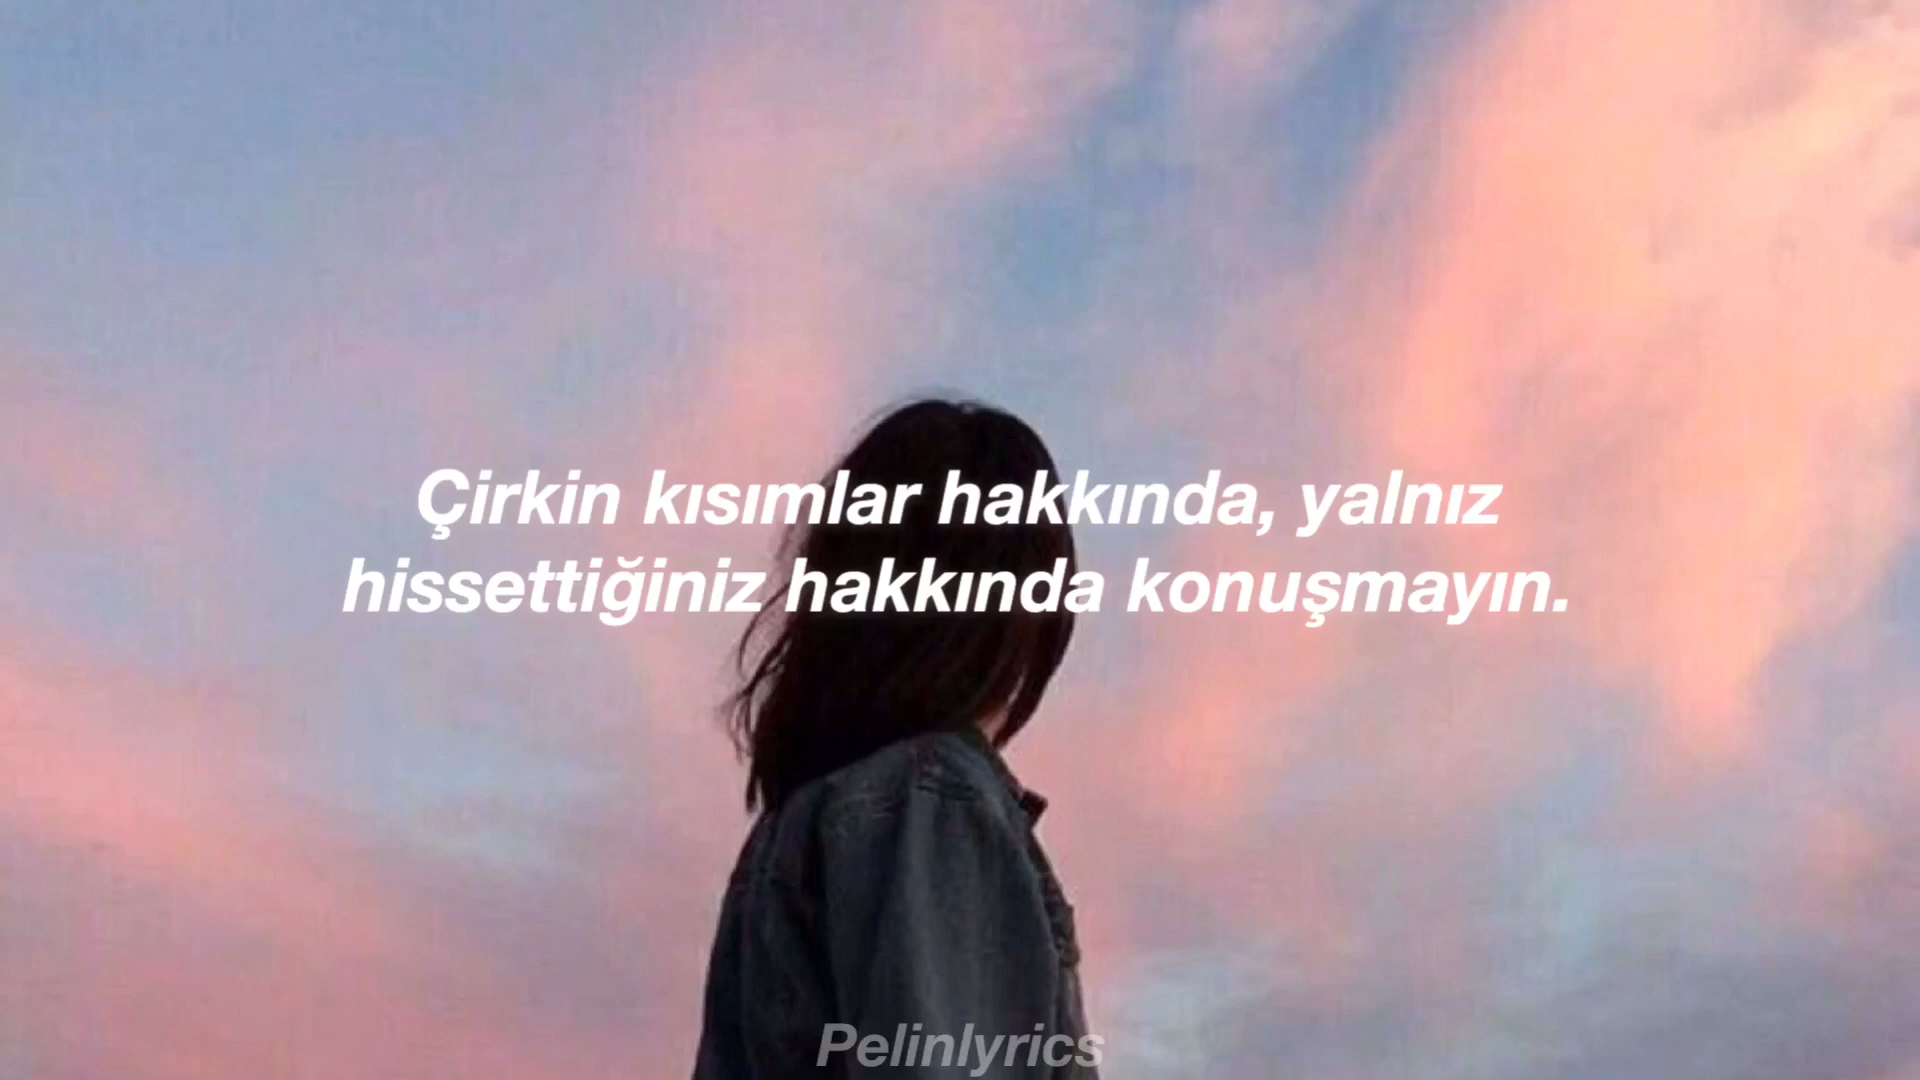 Çirkin kısımlar hakkında, yalnız
hissettiğiniz hakkında konuşmayın.
Pelinlyrics